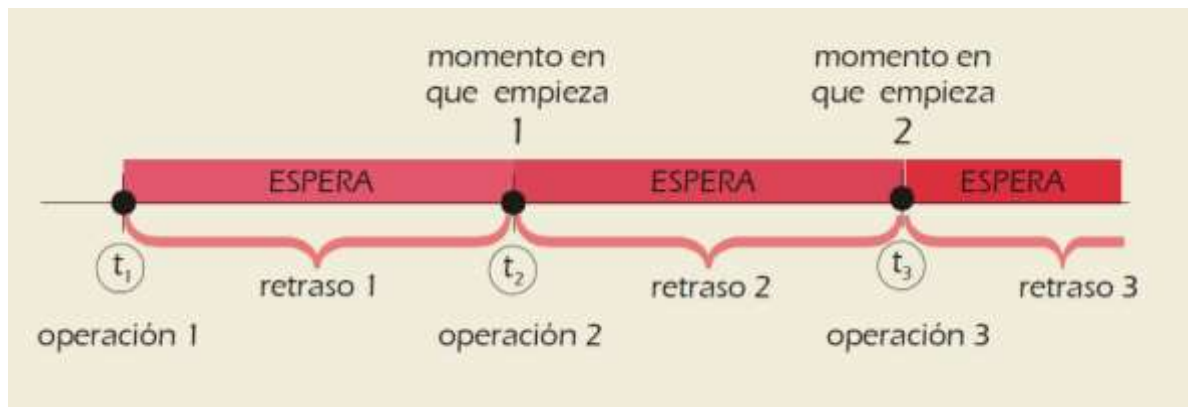 momento en
que empieza
1
momento en
que empieza
2
ESPERA
ESPERA
ESPERA
t₁
t₂
t₃
retraso 1
retraso 2
retraso 3
operación 1
operación 2
operación 3